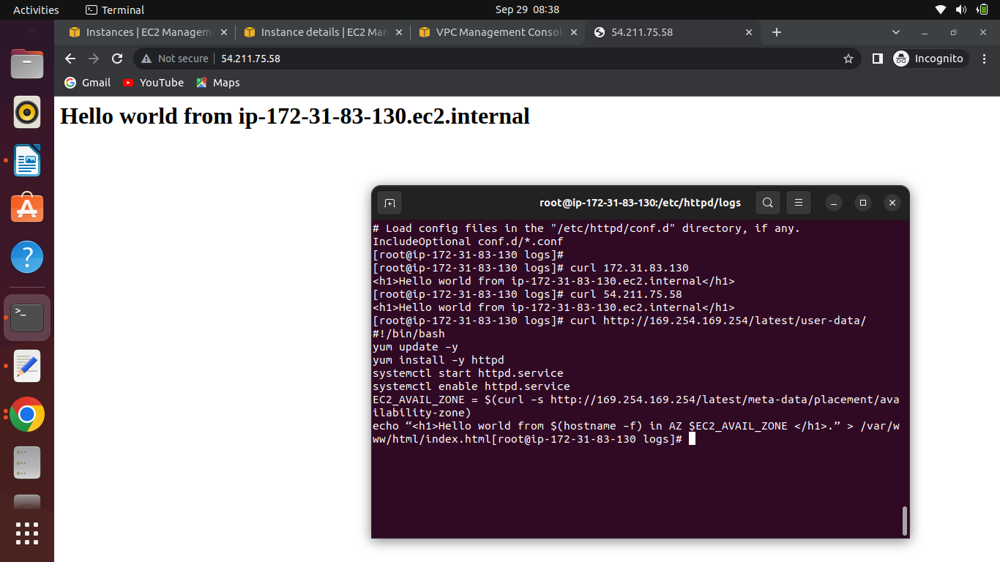 Activities
Terminal
Sep 29 08:38
Instances | EC2 Managem
Instance details | EC2 Man
VPC Management Consol
54.211.75.58
Not secure
54.211.75.58
Incognito
Gmail
YouTube
Maps
Hello world from ip-172-31-83-130.ec2.internal
root@ip-172-31-83-130:/etc/httpd/logs
# Load config files in the "/etc/httpd/conf.d" directory, if any.
IncludeOptional conf.d/*.conf
[root@ip-172-31-83-130 logs]#
[root@ip-172-31-83-130 logs]# curl 172.31.83.130
<h1>Hello world from ip-172-31-83-130.ec2.internal</h1>
[root@ip-172-31-83-130 logs]# curl 54.211.75.58
<h1>Hello world from ip-172-31-83-130.ec2.internal</h1>
[root@ip-172-31-83-130 logs]# curl http://169.254.169.254/latest/user-data/
#!/bin/bash
yum update –y
yum install –y httpd
systemctl start httpd.service
systemctl enable httpd.service
EC2_AVAIL_ZONE = $(curl –s http://169.254.169.254/latest/meta-data/placement/ava
ilability-zone)
echo “<h1>Hello world from $(hostname –f) in AZ $EC2_AVAIL_ZONE </h1>.” > /var/w
ww/html/index.html[root@ip-172-31-83-130 logs]#